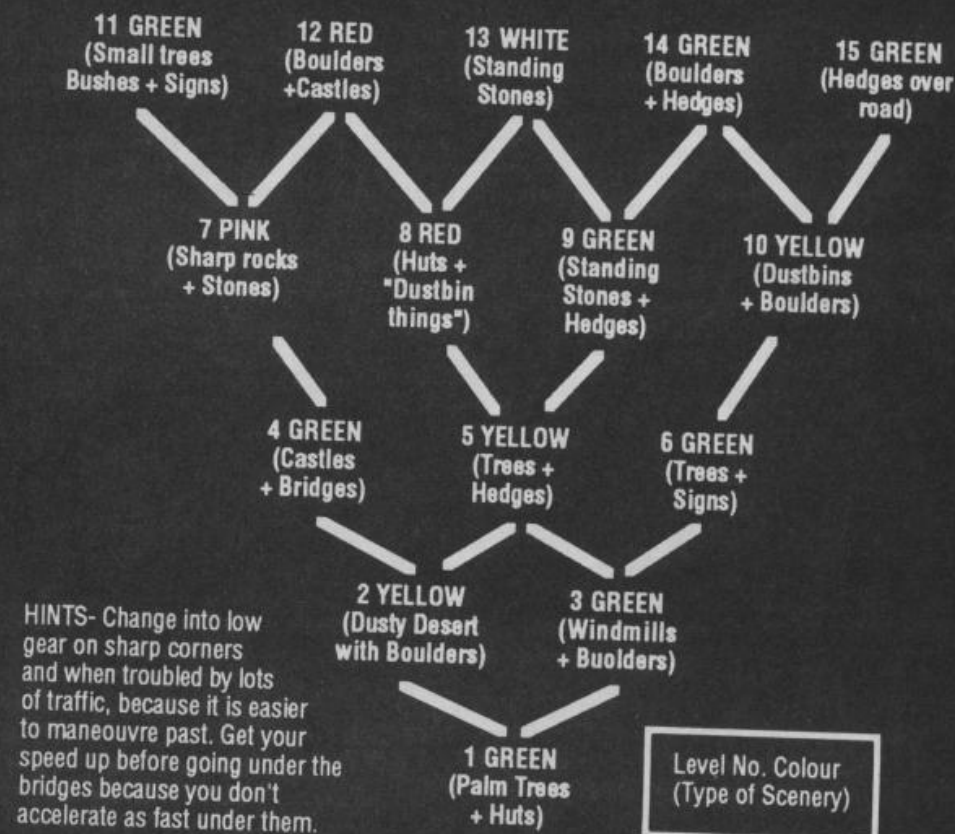 11 GREEN
(Small trees
Bushes + Signs)
12 RED
(Boulders
+Castles)
13 WHITE
(Standing
Stones)
14 GREEN
(Boulders
+ Hedges)
15 GREEN
(Hedges over
road)
7 PINK
(Sharp rocks
+ Stones)
8 RED
(Huts +
"Dustbin
things")
9 GREEN
(Standing
Stones +
Hedges)
10 YELLOW
(Dustbins
+ Boulders)
4 GREEN
(Castles
+ Bridges)
5 YELLOW
(Trees +
Hedges)
6 GREEN
(Trees +
Signs)
2 YELLOW
(Dusty Desert
with Boulders)
3 GREEN
(Windmills
+ Buolders)
HINTS- Change into low
gear on sharp corners
and when troubled by lots
of traffic, because it is easier
to maneouvre past. Get your
speed up before going under the
bridges because you don't
accelerate as fast under them.
1 GREEN
(Palm Trees
+ Huts)
Level No. Colour
(Type of Scenery)